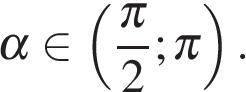 α ∈ (π/2; π).